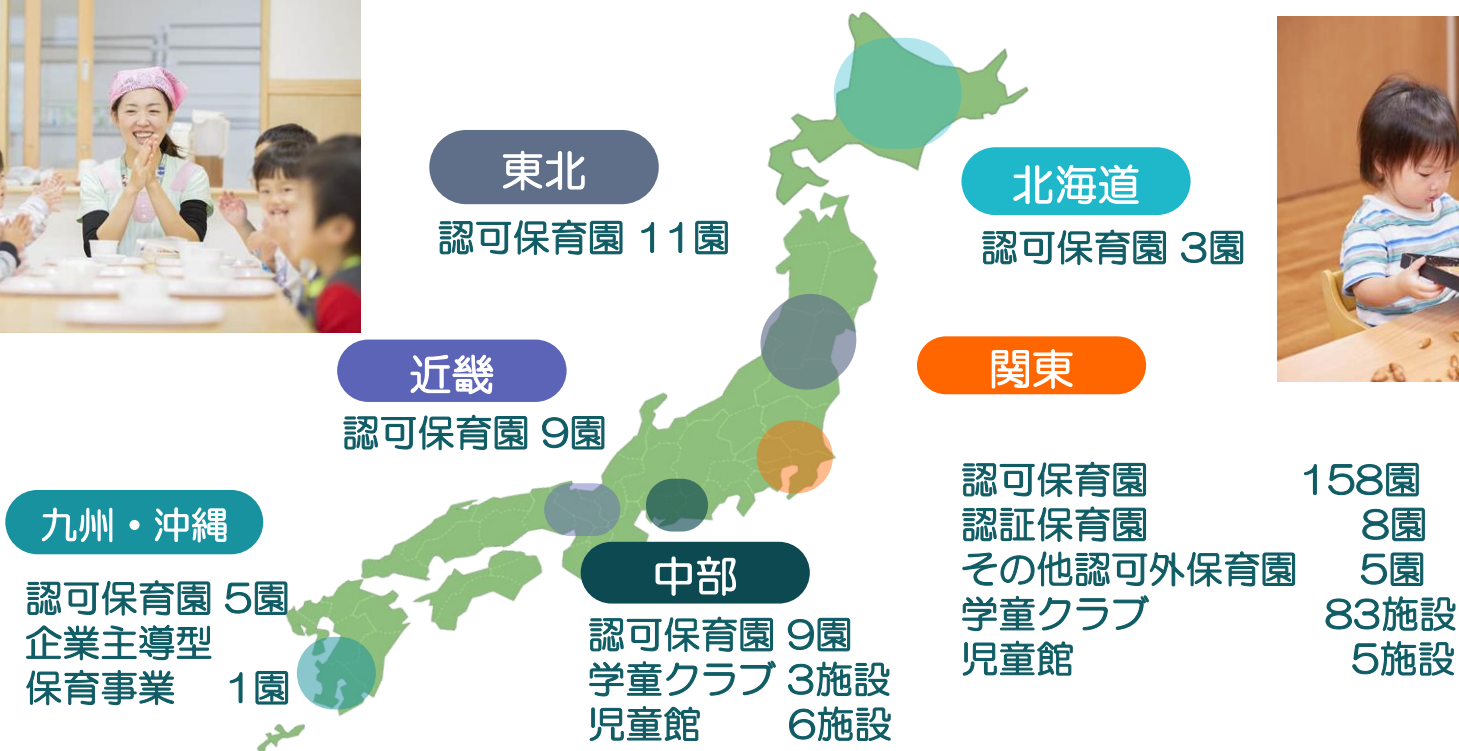 東北
認可保育園 11園
北海道
認可保育園 3園
近畿
認可保育園 9園
関東
認可保育園 158園
認証保育園 8園
その他認可外保育園 5園
学童クラブ 83施設
児童館 5施設
九州・沖縄
認可保育園 5園
企業主導型
保育事業 1園
中部
認可保育園 9園
学童クラブ 3施設
児童館 6施設